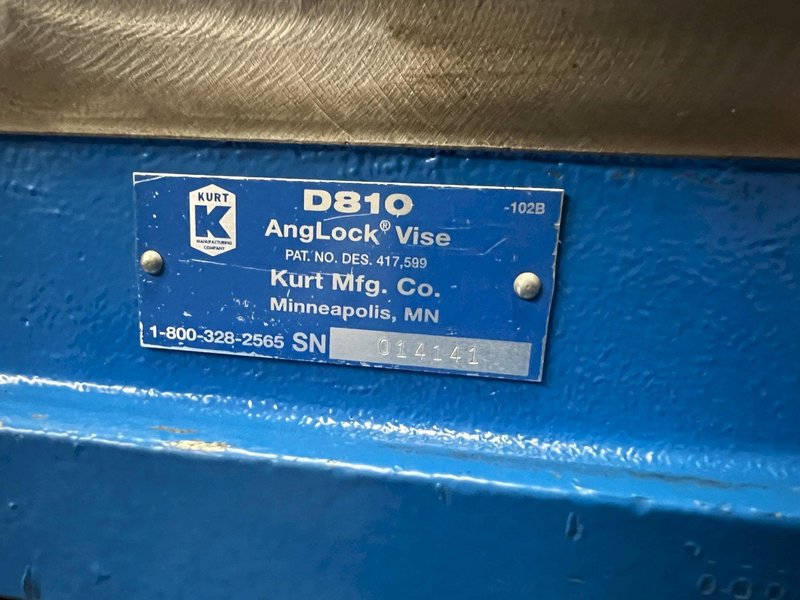 KURT
K
MANUFACTURING
COMPANY
D810
-102B
AngLock® Vise
PAT. NO. DES. 417,599
Kurt Mfg. Co.
Minneapolis, MN
1-800-328-2565 SN 014141